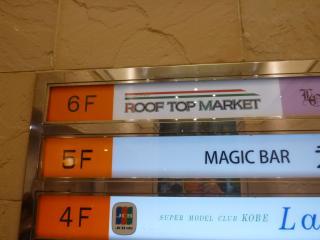 6F ROOF TOP MARKET
5F MAGIC BAR
4F JCB SUPER MODEL CLUB KOBE La